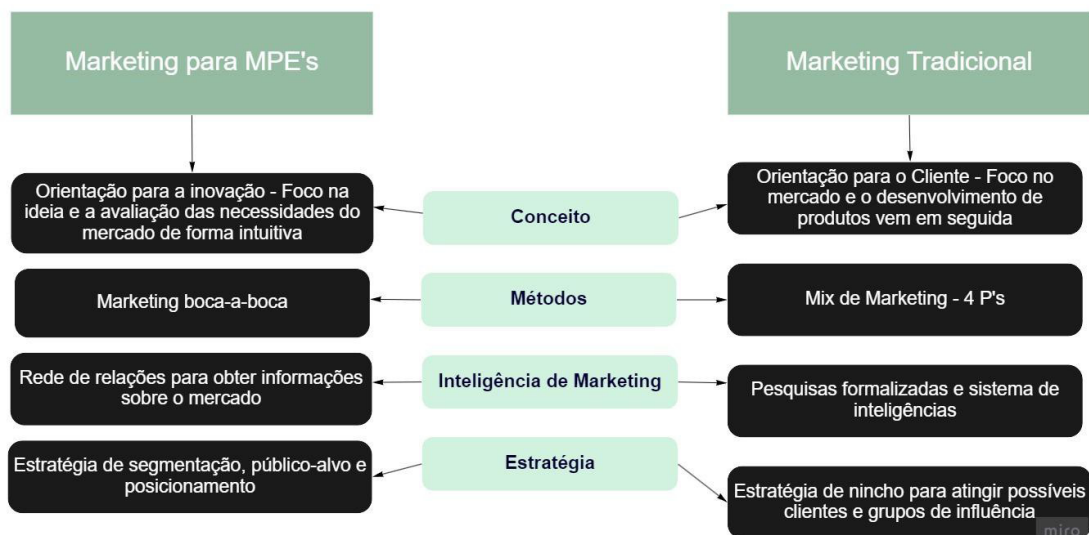 Marketing para MPE's
Marketing Tradicional
Orientação para a inovação - Foco na
ideia e a avaliação das necessidades do
mercado de forma intuitiva
Conceito
Orientação para o Cliente - Foco no
mercado e o desenvolvimento de
produtos vem em seguida
Marketing boca-a-boca
Métodos
Mix de Marketing - 4 P's
Rede de relações para obter informações
sobre o mercado
Inteligência de Marketing
Pesquisas formalizadas e sistema de
inteligências
Estratégia de segmentação, público-alvo e
posicionamento
Estratégia
Estratégia de nincho para atingir possíveis
clientes e grupos de influência
miro